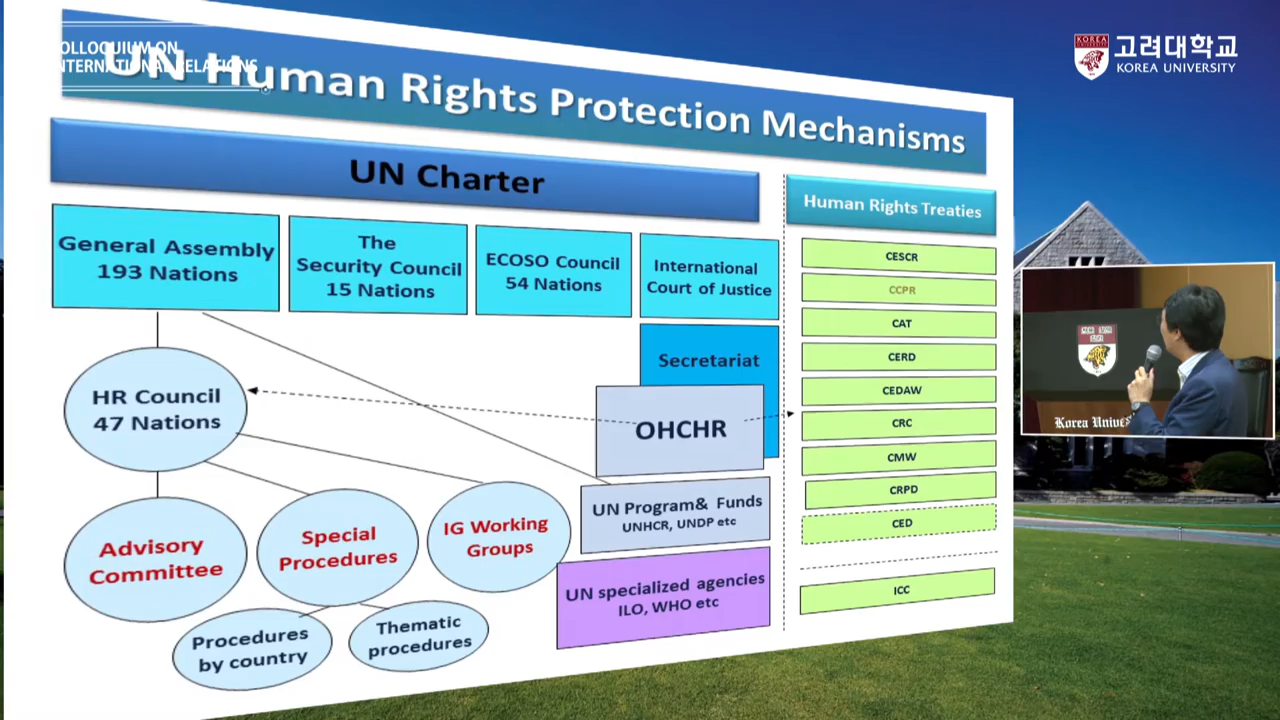 COLLOQUIUM ON
INTERNATIONAL RELATIONS
UN Human Rights Protection Mechanisms
고려대학교
KOREA UNIVERSITY
UN Charter
Human Rights Treaties
General Assembly
193 Nations
The
Security Council
15 Nations
ECOSO Council
54 Nations
International
Court of Justice
Secretariat
OHCHR
HR Council
47 Nations
UN Program& Funds
UNHCR, UNDP etc
UN specialized agencies
ILO, WHO etc
Advisory
Committee
Special
Procedures
IG Working
Groups
Procedures
by country
Thematic
procedures
CESCR
CCPR
CAT
CERD
CEDAW
CRC
CMW
CRPD
CED
ICC
Korea Unive